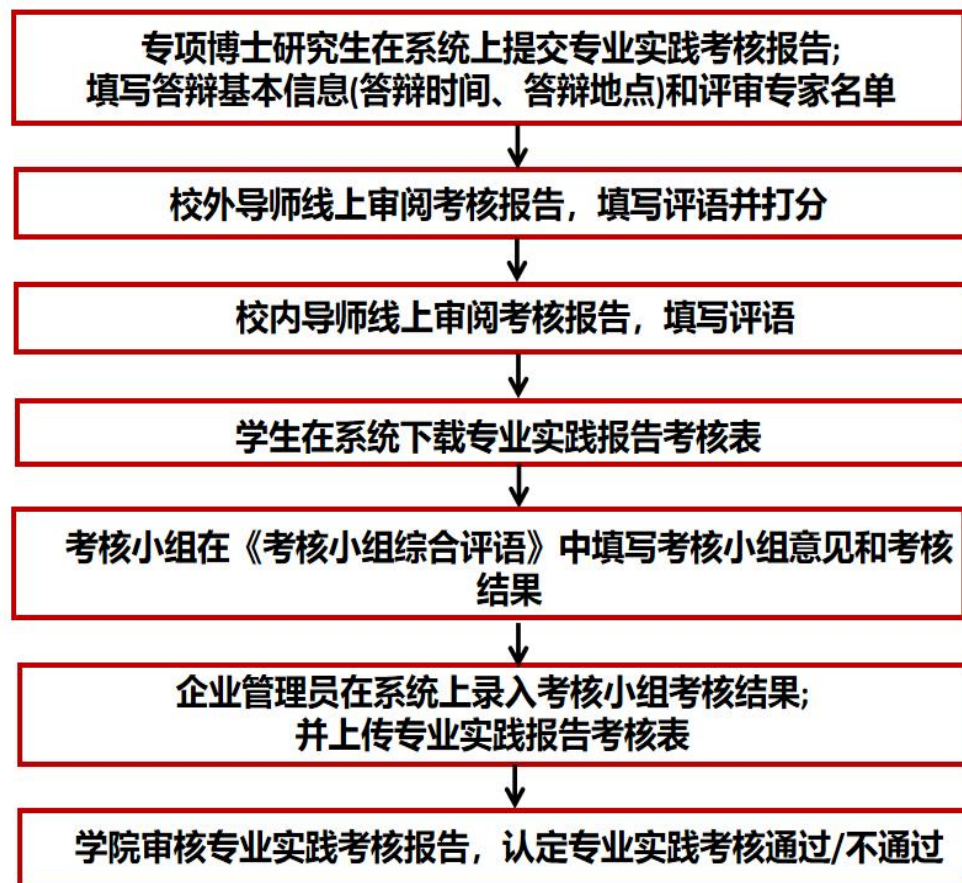 专项博士研究生在系统上提交专业实践考核报告;
填写答辩基本信息(答辩时间、答辩地点)和评审专家名单
校外导师线上审阅考核报告，填写评语并打分
校内导师线上审阅考核报告，填写评语
学生在系统下载专业实践报告考核表
考核小组在《考核小组综合评语》中填写考核小组意见和考核
结果
企业管理员在系统上录入考核小组考核结果;
并上传专业实践报告考核表
学院审核专业实践考核报告，认定专业实践考核通过/不通过